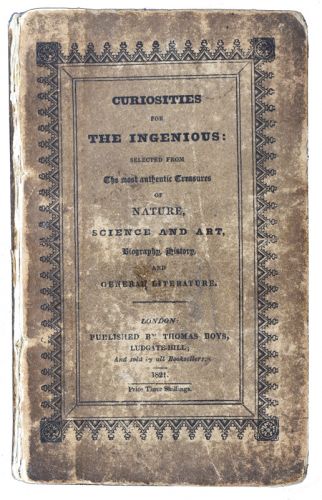 CURIOSITIES
FOR
THE INGENIOUS:
SELECTED FROM
The most authentic Treasures
OF
NATURE,
SCIENCE AND ART,
Biography, History,
AND
GENERAL LITERATURE.
LONDON:
PUBLISHED BY THOMAS BOYS,
LUDGATE-HILL;
And sold by all Booksellers.
1821.
Price Three Shillings.